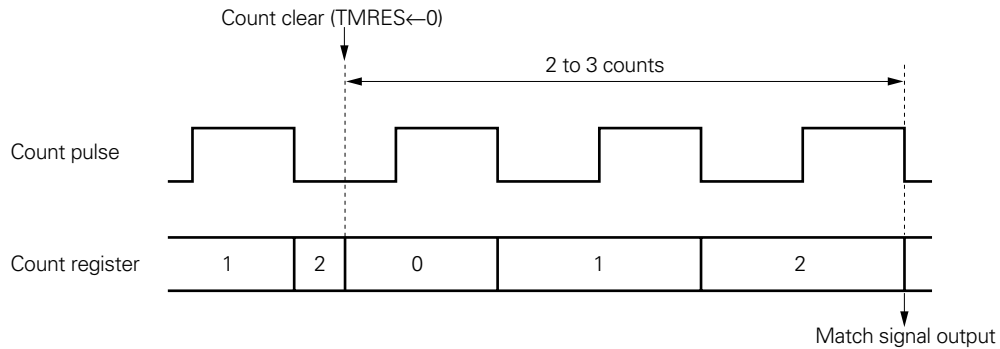 Count clear (TMRES←0)
2 to 3 counts
Count pulse
Count register
1
2
0
1
2
Match signal output